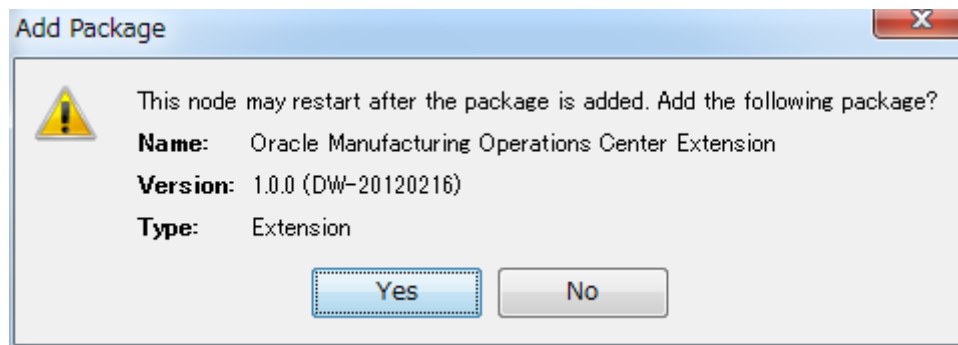 Add Package
This node may restart after the package is added. Add the following package?
Name: Oracle Manufacturing Operations Center Extension
Version: 1.0.0 (DW-20120216)
Type: Extension
Yes No